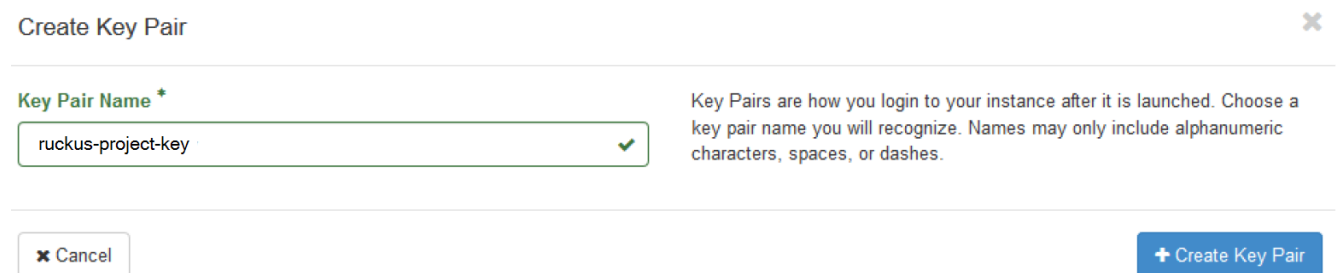 Create Key Pair
Key Pair Name *
ruckus-project-key
Key Pairs are how you login to your instance after it is launched. Choose a
key pair name you will recognize. Names may only include alphanumeric
characters, spaces, or dashes.
Cancel
Create Key Pair